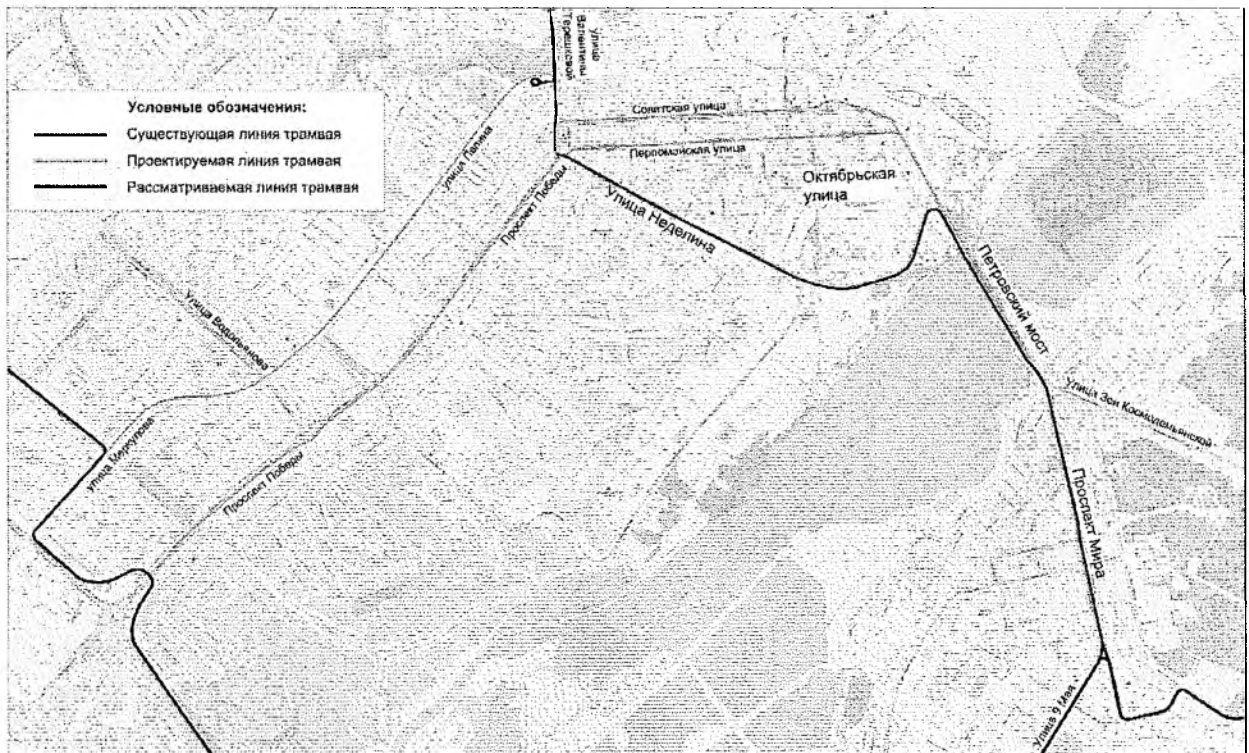 улица
Валентины
Терешковой
Условные обозначения:
Существующая линия трамвая
Проектируемая линия трамвая
Рассматриваемая линия трамвая
Советская улица
Первомайская улица
Октябрьская
улица
улица Папина
Проспект Победы
Улица Неделина
Петровский мост
Улица Водопьянова
Улица Зои Космодемьянской
улица Меркулова
Проспект Победы
Проспект Мира
Улица 9 Мая